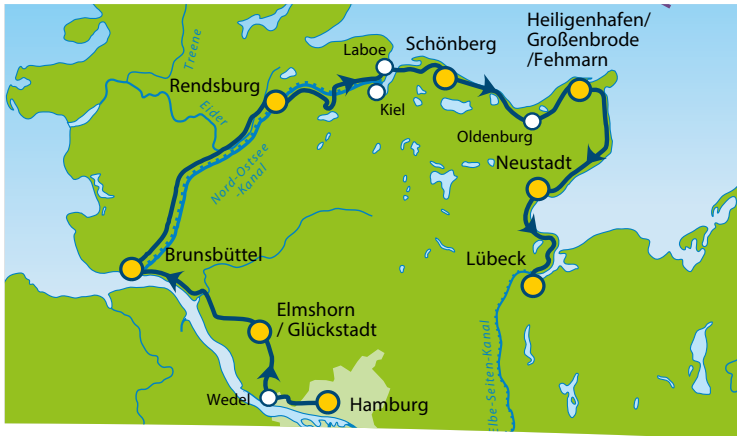 Heiligenhafen/
Großenbrode
/Fehmarn
Treene
Laboe
Schönberg
Rendsburg
Kiel
Eider
Oldenburg
Nord-Ostsee
-Kanal
Neustadt
Brunsbüttel
Lübeck
Elmshorn
/ Glückstadt
Elbe-Seiten-Kanal
Wedel
Hamburg